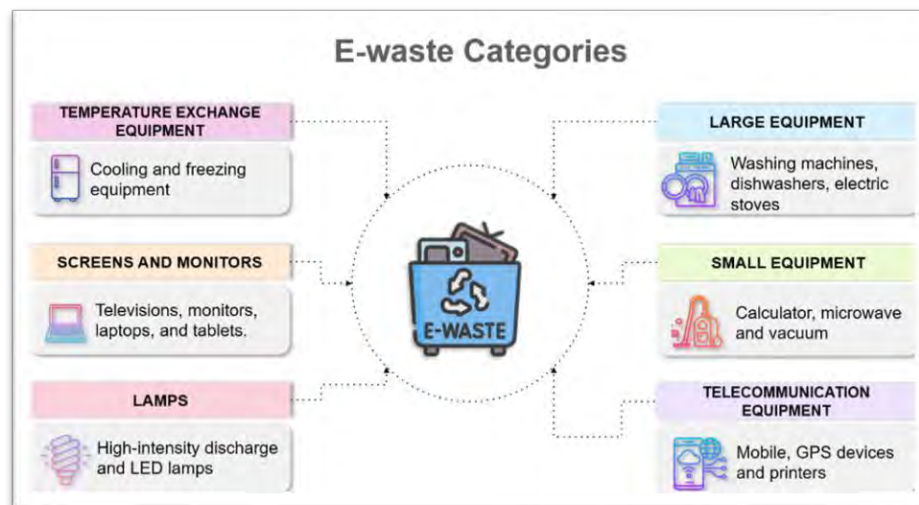 E-waste Categories
TEMPERATURE EXCHANGE
EQUIPMENT
Cooling and freezing
equipment
SCREENS AND MONITORS
Televisions, monitors,
laptops, and tablets.
LAMPS
High-intensity discharge
and LED lamps
E-WASTE
LARGE EQUIPMENT
Washing machines,
dishwashers, electric
stoves
SMALL EQUIPMENT
Calculator, microwave
and vacuum
TELECOMMUNICATION
EQUIPMENT
Mobile, GPS devices
and printers